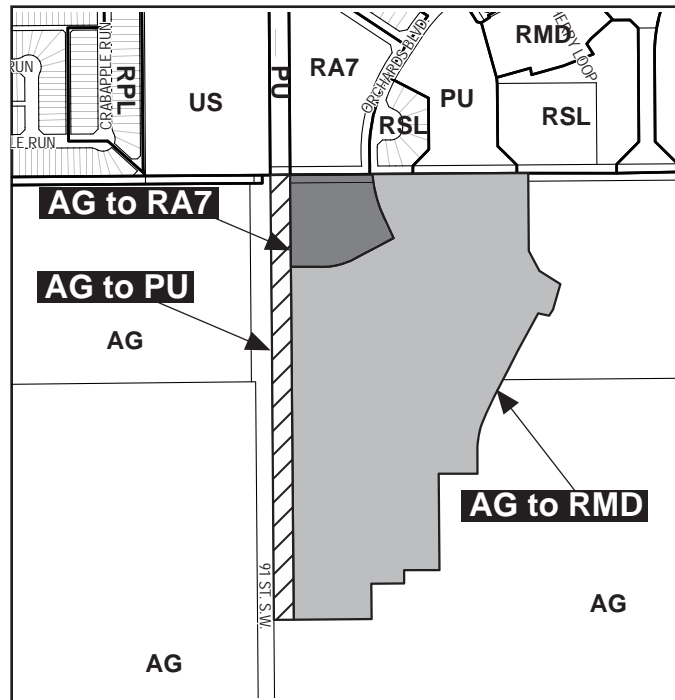 RUN
CRABAPPLE RUN
RPL
LE RUN
US
PU
RA7
ORCHARDS BLVD
RSL
PU
RMD
HERRY LOOP
RSL
AG to RA7
AG to PU
AG
AG to RMD
91 ST. S.W.
AG
AG